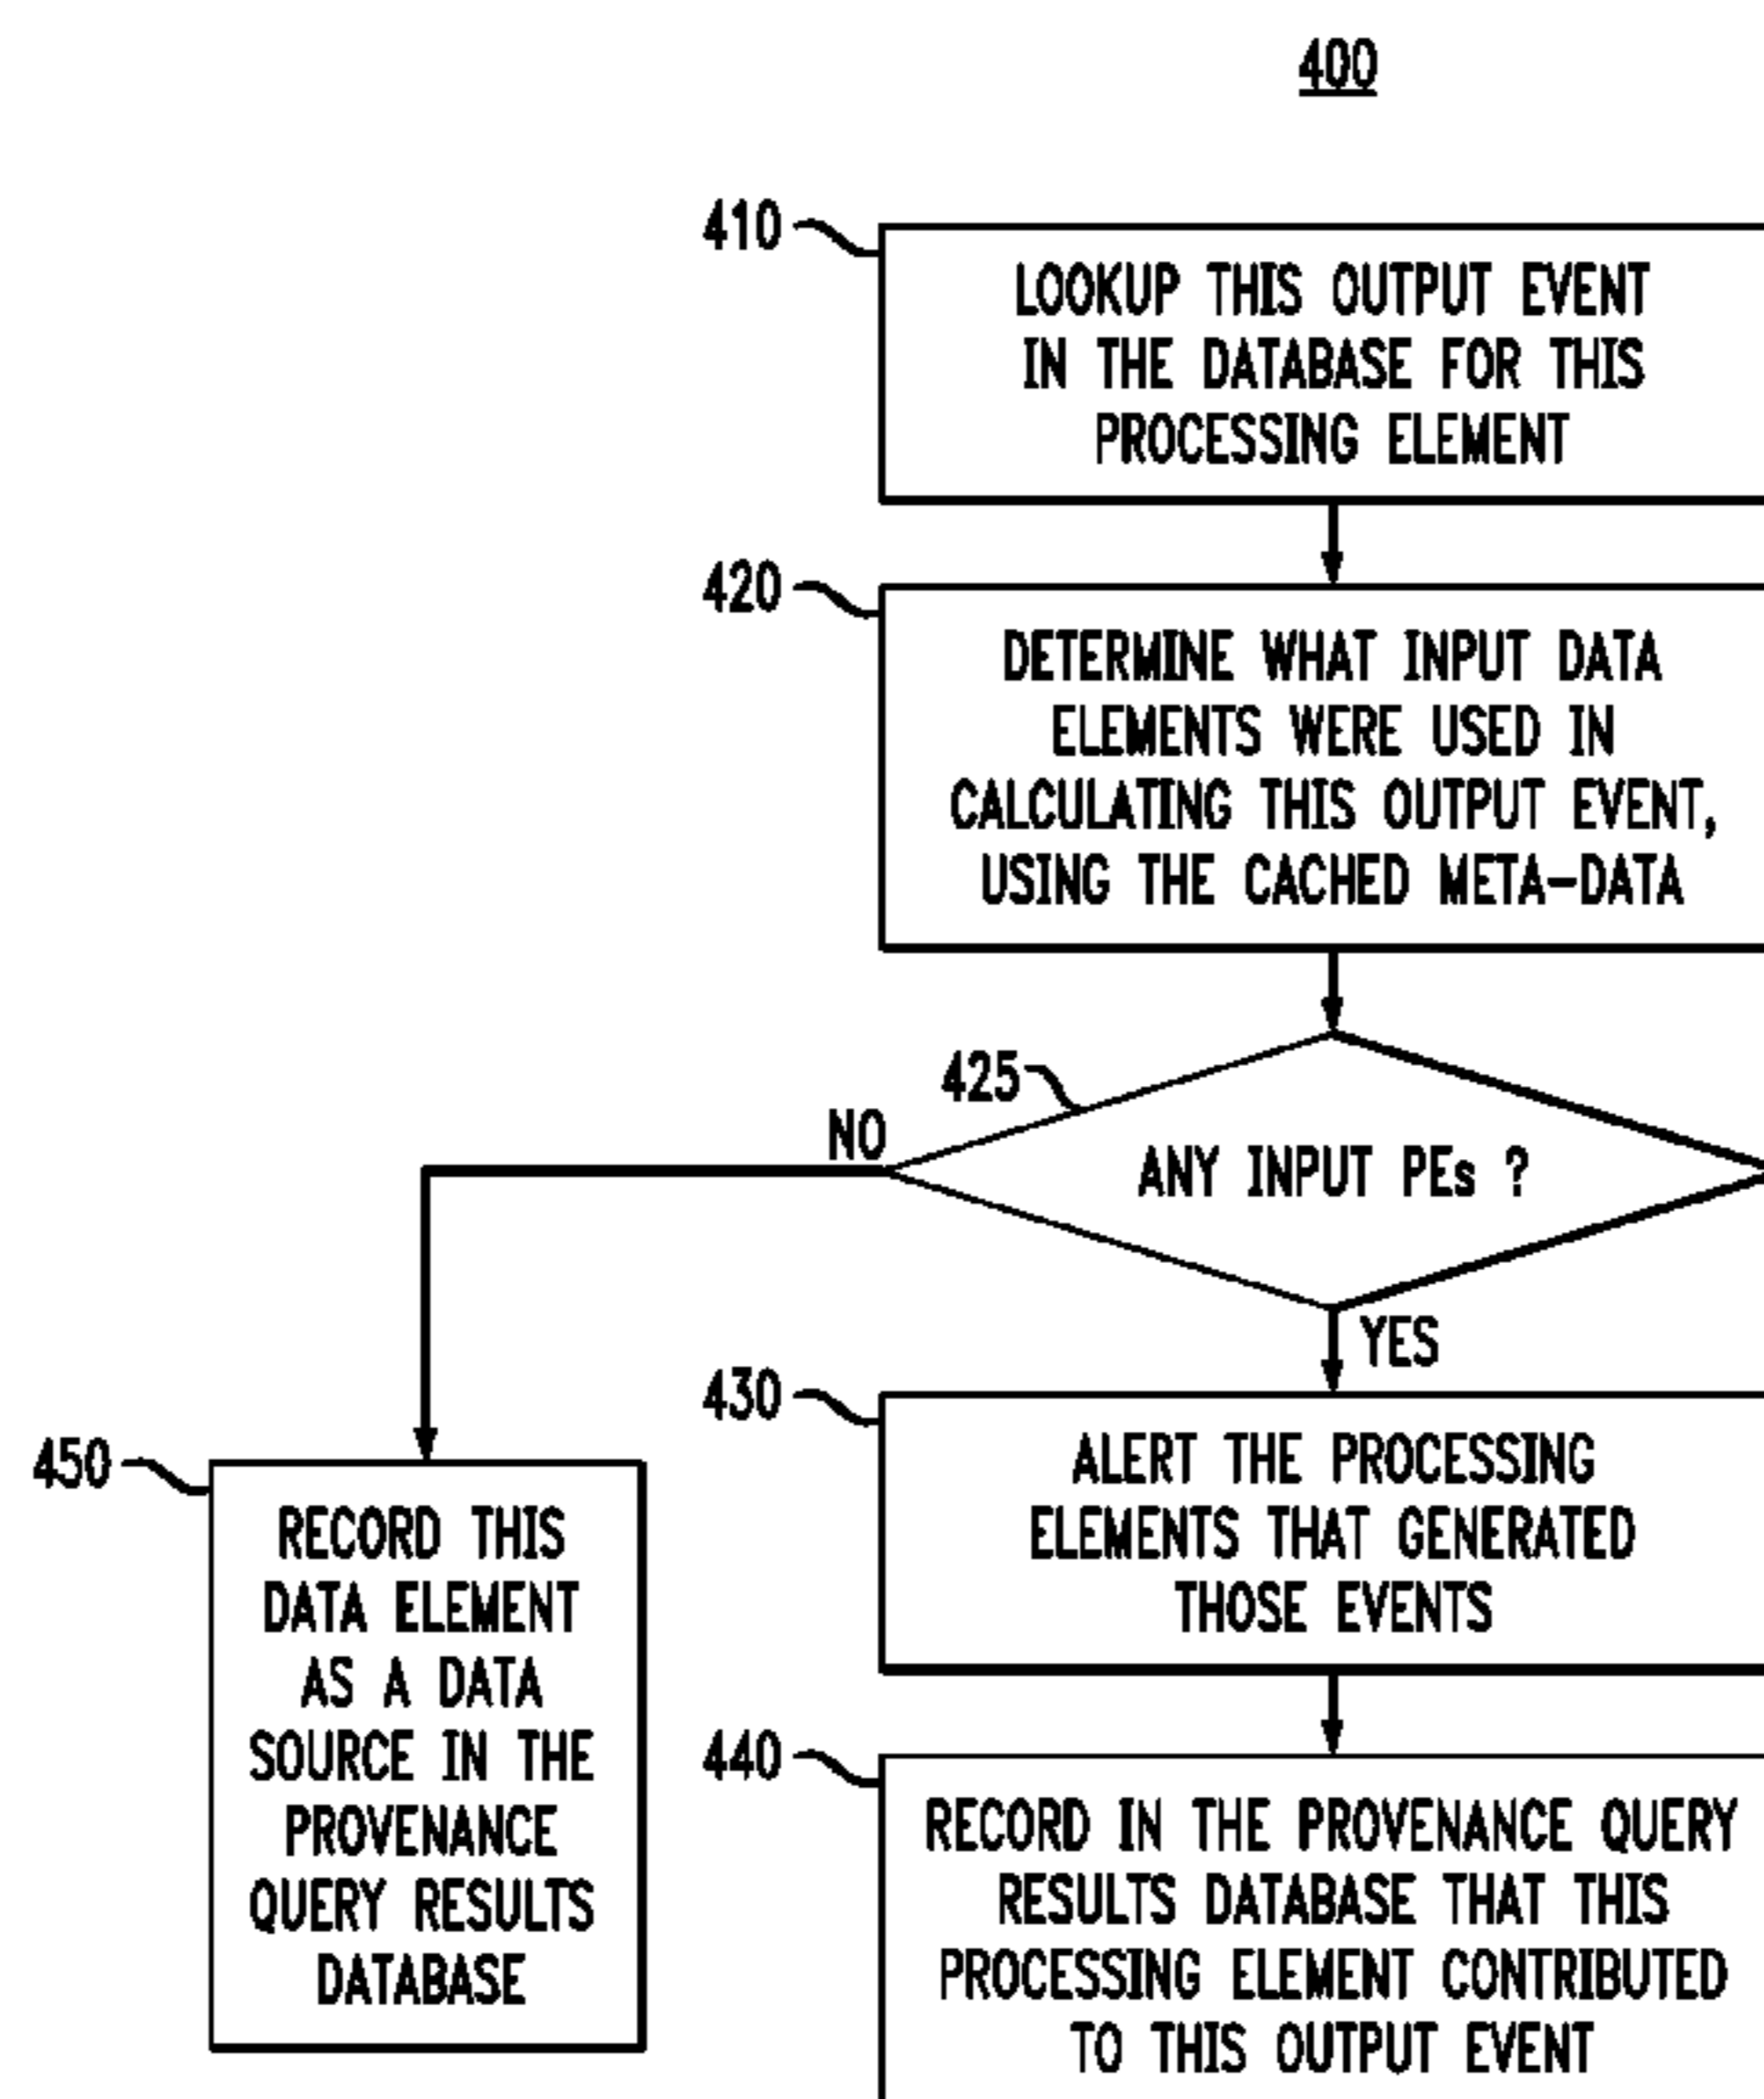 400
410
LOOKUP THIS OUTPUT EVENT
IN THE DATABASE FOR THIS
PROCESSING ELEMENT
420
DETERMINE WHAT INPUT DATA
ELEMENTS WERE USED IN
CALCULATING THIS OUTPUT EVENT,
USING THE CACHED META-DATA
425
NO
ANY INPUT PEs ?
YES
430
ALERT THE PROCESSING
ELEMENTS THAT GENERATED
THOSE EVENTS
450
RECORD THIS
DATA ELEMENT
AS A DATA
SOURCE IN THE
PROVENANCE
QUERY RESULTS
DATABASE
440
RECORD IN THE PROVENANCE QUERY
RESULTS DATABASE THAT THIS
PROCESSING ELEMENT CONTRIBUTED
TO THIS OUTPUT EVENT